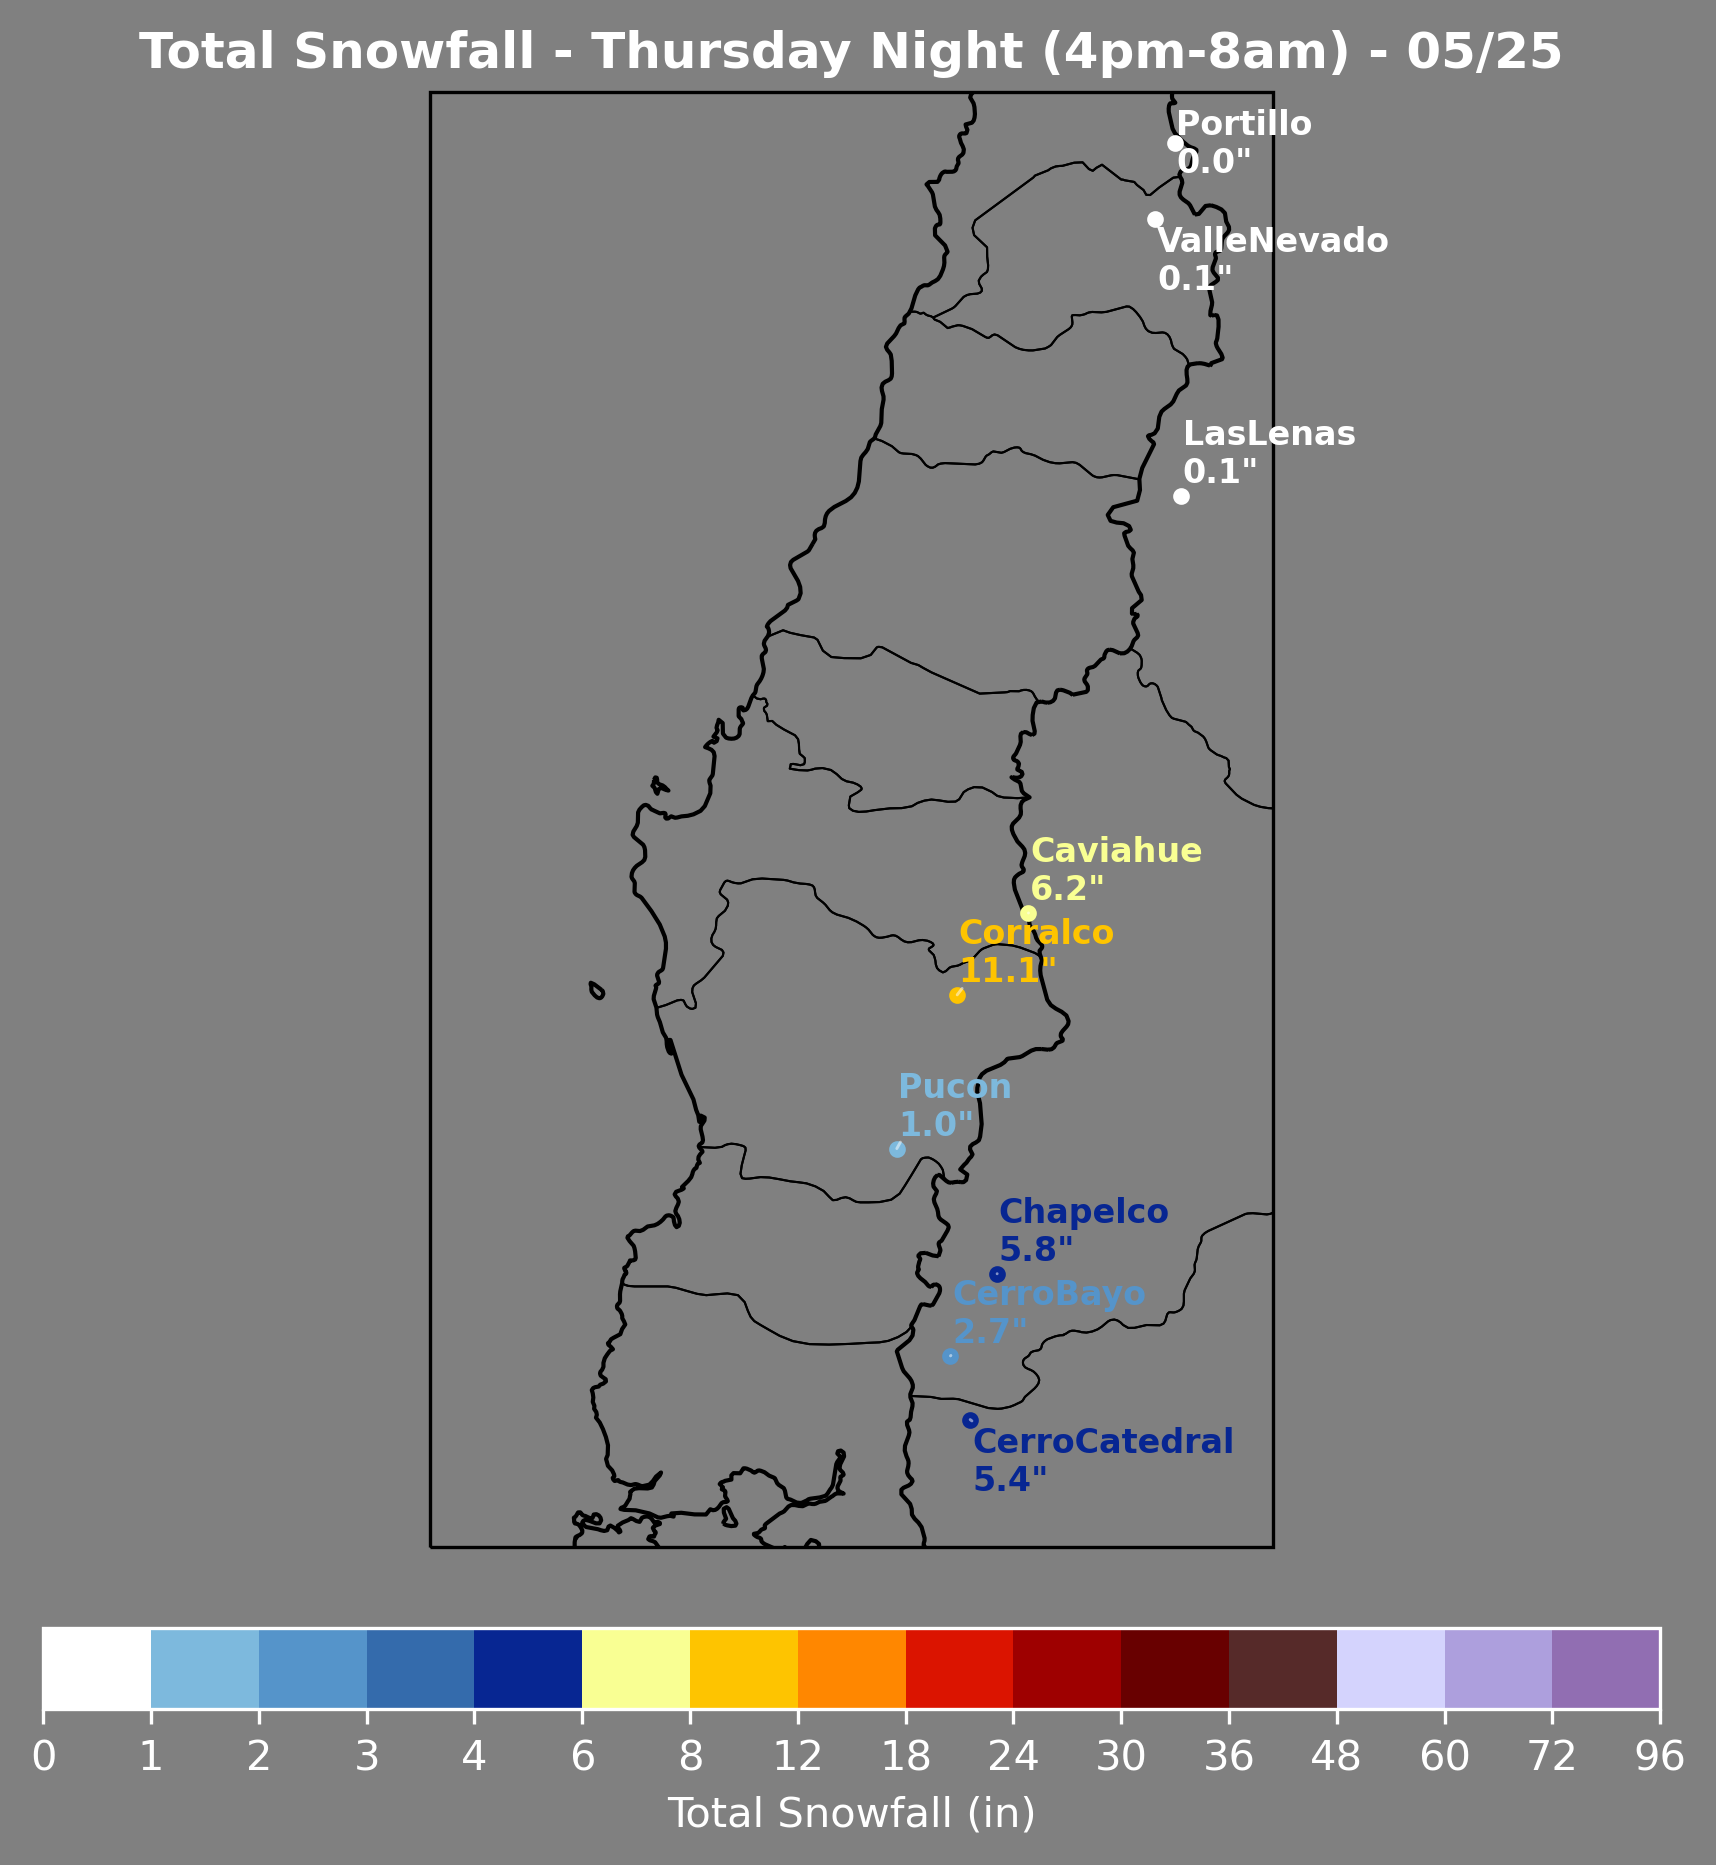 Total Snowfall - Thursday Night (4pm-8am) - 05/25
Portillo
0.0"
ValleNevado
0.1"
LasLenas
0.1"
Caviahue
6.2"
Corralco
11.1"
Pucon
1.0"
Chapelco
5.8"
CerroBayo
2.7"
CerroCatedral
5.4"
0 1 2 3 4 6 8 12 18 24 30 36 48 60 72 96
Total Snowfall (in)